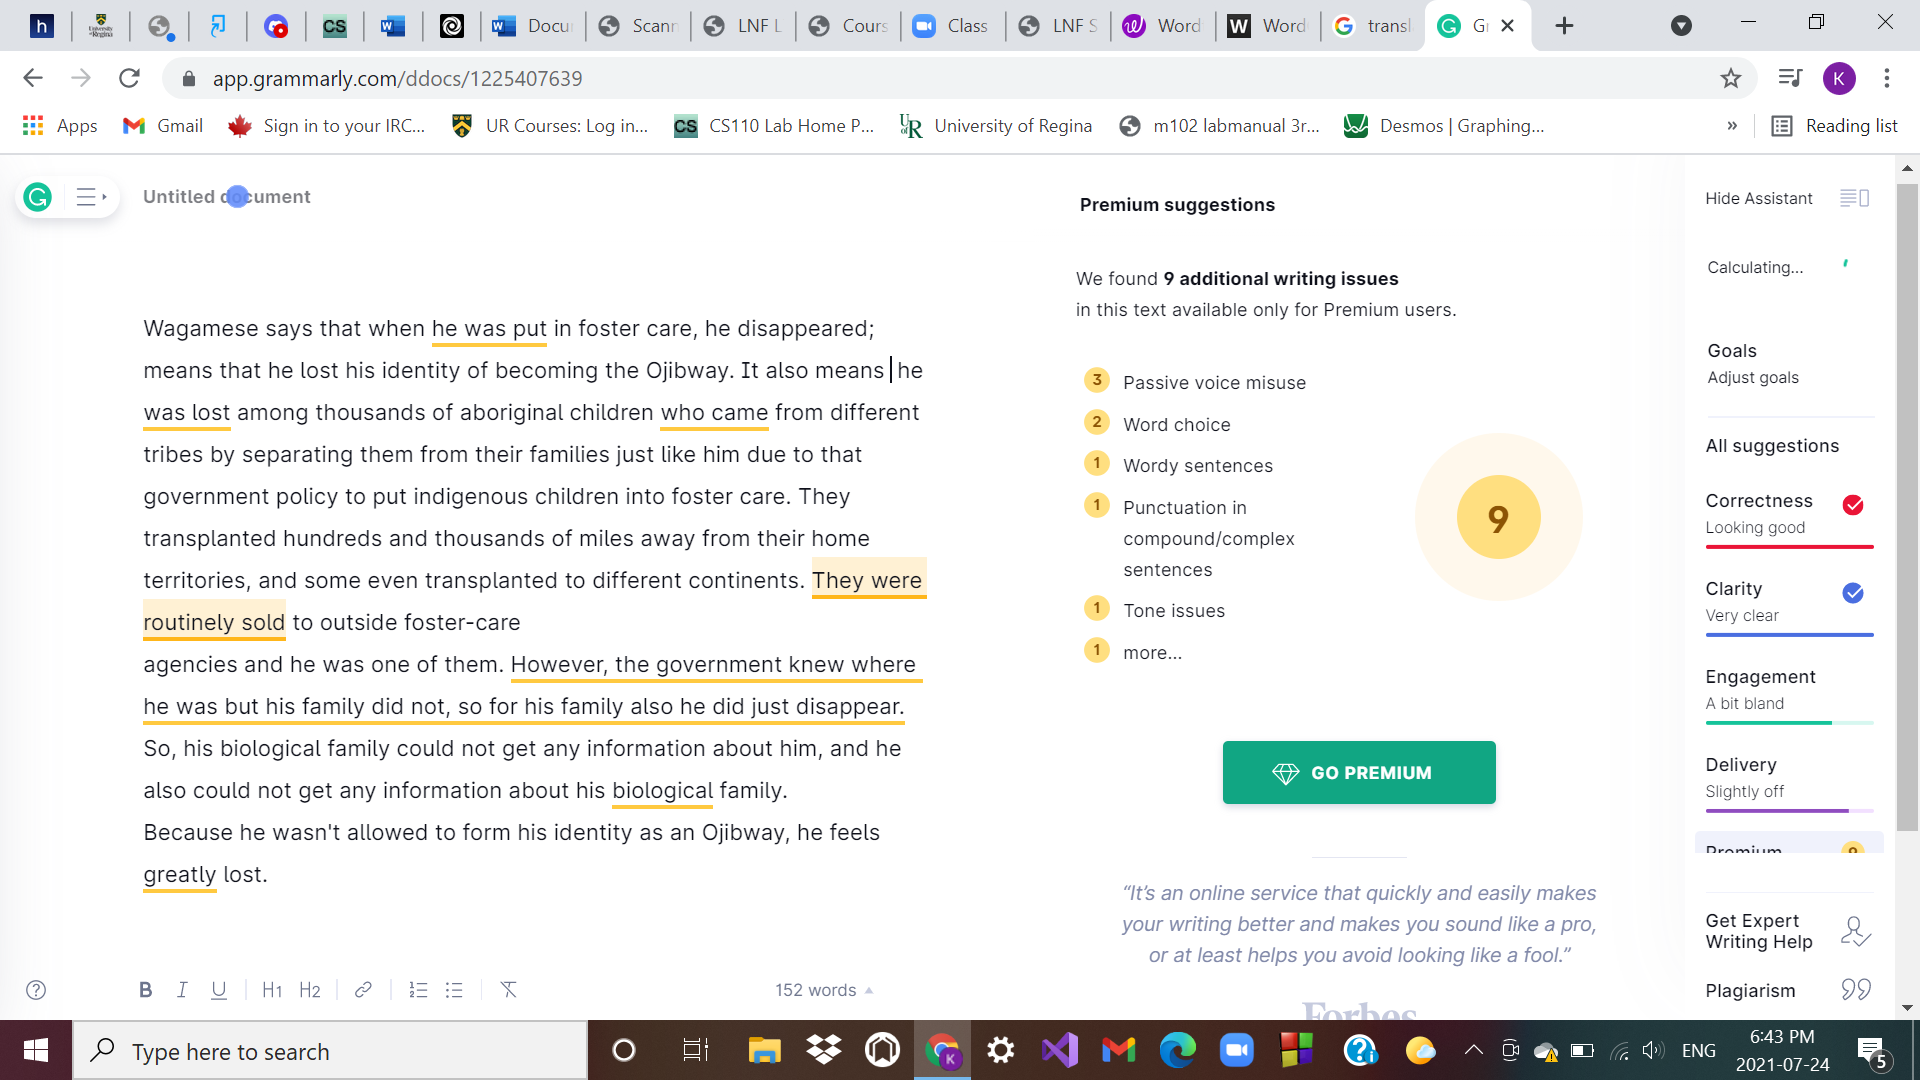 h
University of Regina
CS
Docu
Scann
LNF L
Cours
Class
LNF S
Word
W
Word
transl
G
Gr
app.grammarly.com/ddocs/1225407639
K
Apps
Gmail
Sign in to your IRC...
UR Courses: Log in...
CS
CS110 Lab Home P...
University of Regina
m102 labmanual 3r...
Desmos | Graphing...
»
Reading list
Untitled document
Wagamese says that when he was put in foster care, he disappeared;
means that he lost his identity of becoming the Ojibway. It also means he
was lost among thousands of aboriginal children who came from different
tribes by separating them from their families just like him due to that
government policy to put indigenous children into foster care. They
transplanted hundreds and thousands of miles away from their home
territories, and some even transplanted to different continents. They were
routinely sold to outside foster-care
agencies and he was one of them. However, the government knew where
he was but his family did not, so for his family also he did just disappear.
So, his biological family could not get any information about him, and he
also could not get any information about his biological family.
Because he wasn't allowed to form his identity as an Ojibway, he feels
greatly lost.
B I U H1 H2
152 words
Premium suggestions
We found 9 additional writing issues
in this text available only for Premium users.
3 Passive voice misuse
2 Word choice
1 Wordy sentences
1 Punctuation in
compound/complex
sentences
1 Tone issues
1 more...
9
GO PREMIUM
“It’s an online service that quickly and easily makes
your writing better and makes you sound like a pro,
or at least helps you avoid looking like a fool.”
Forbes
Hide Assistant
Calculating...
Goals
Adjust goals
All suggestions
Correctness
Looking good
Clarity
Very clear
Engagement
A bit bland
Delivery
Slightly off
Premium 9
Get Expert
Writing Help
Plagiarism
Type here to search
ENG
6:43 PM
2021-07-24
5